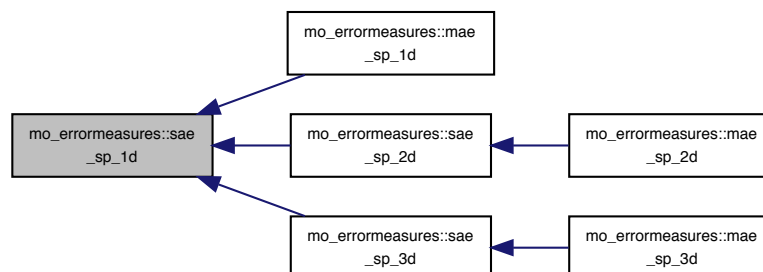 mo_errormeasures::mae
_sp_1d
mo_errormeasures::sae
_sp_1d
mo_errormeasures::sae
_sp_2d
mo_errormeasures::mae
_sp_2d
mo_errormeasures::sae
_sp_3d
mo_errormeasures::mae
_sp_3d